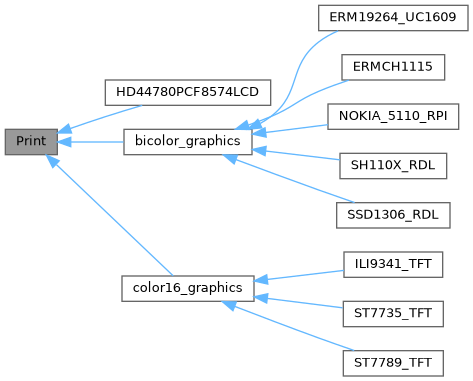 ERM19264_UC1609
ERMCH1115
HD44780PCF8574LCD
NOKIA_5110_RPI
Print
bicolor_graphics
SH110X_RDL
SSD1306_RDL
ILI9341_TFT
color16_graphics
ST7735_TFT
ST7789_TFT